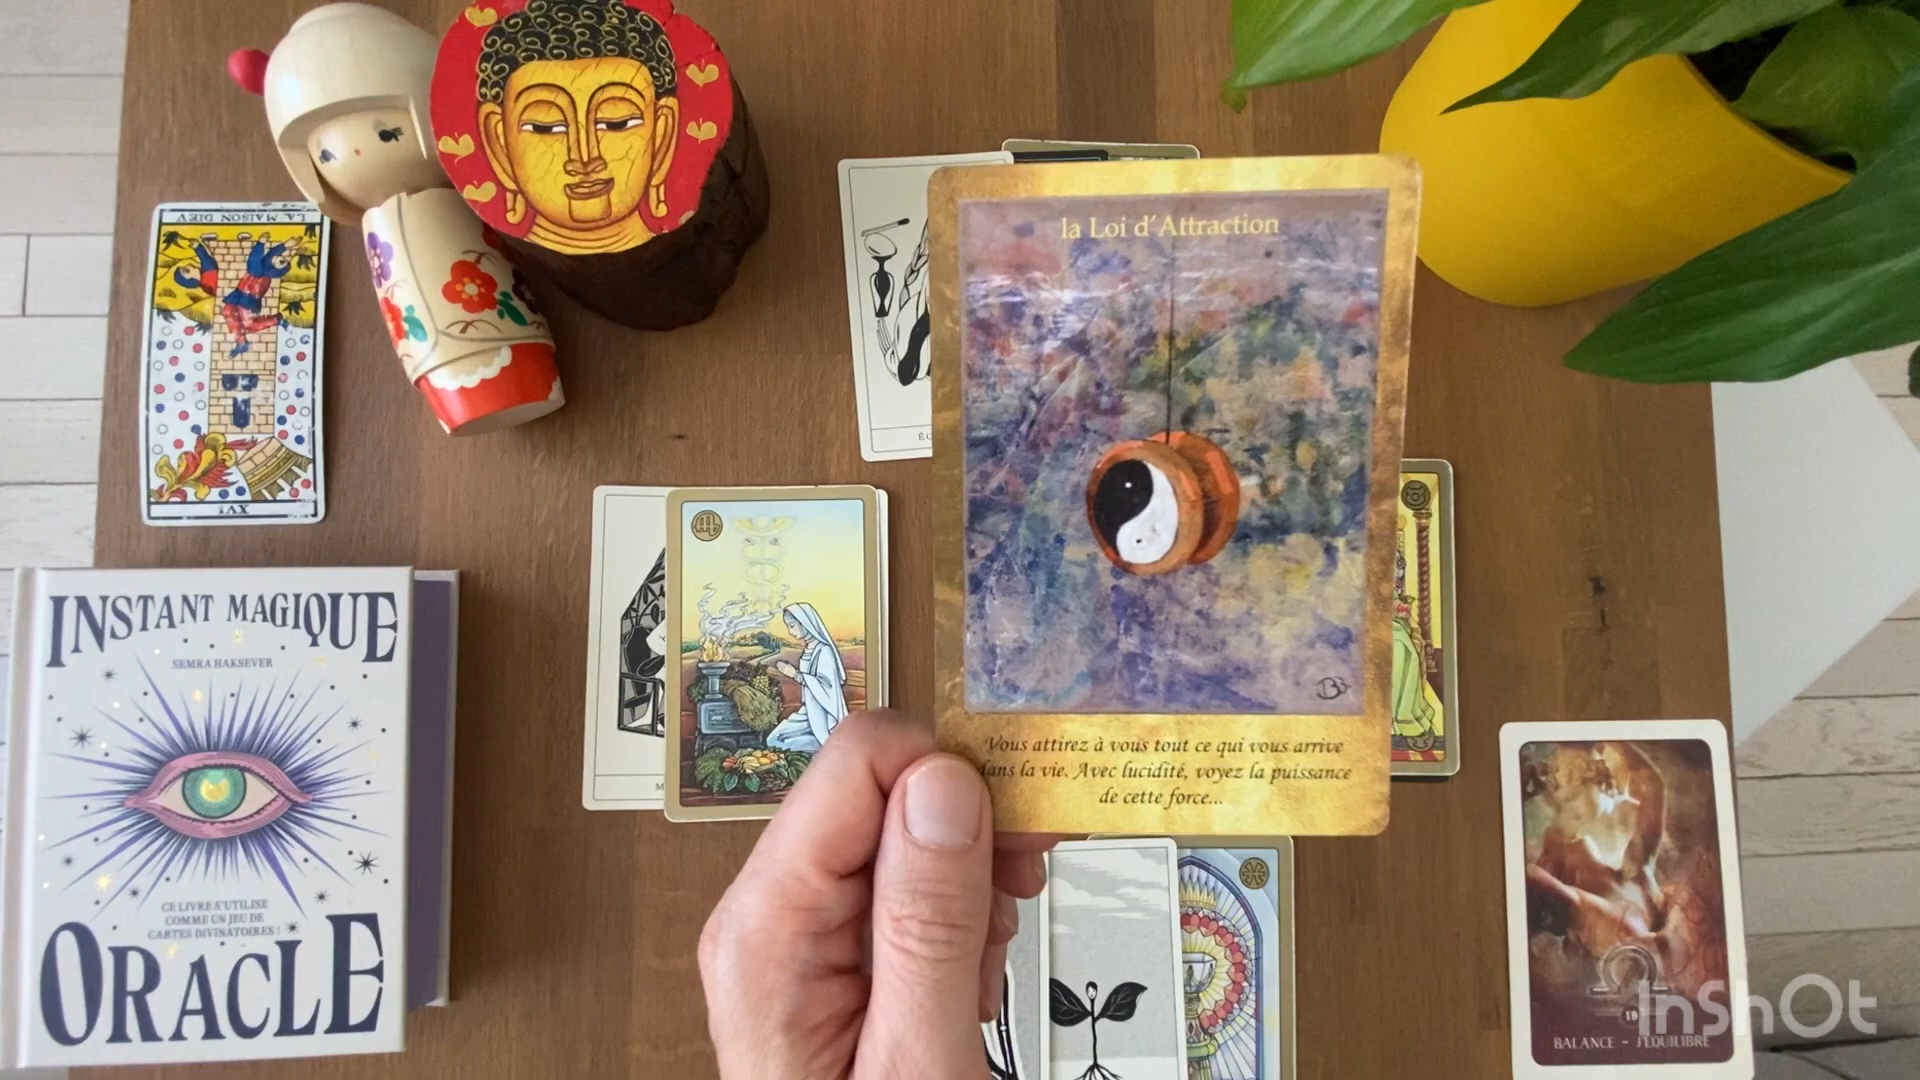 LA MAISON DIEV
XVI
INSTANT MAGIQUE
SEMRA HAKSEVER
CE LIVRE S'UTILISE
COMME UN JEU DE
CARTES DIVINATOIRES !
ORACLE
la Loi d'Attraction
BB
Vous attirez à vous tout ce qui vous arrive
dans la vie. Avec lucidité, voyez la puissance
de cette force...
19
BALANCE - J'ÉQUILIBRE
InShOt